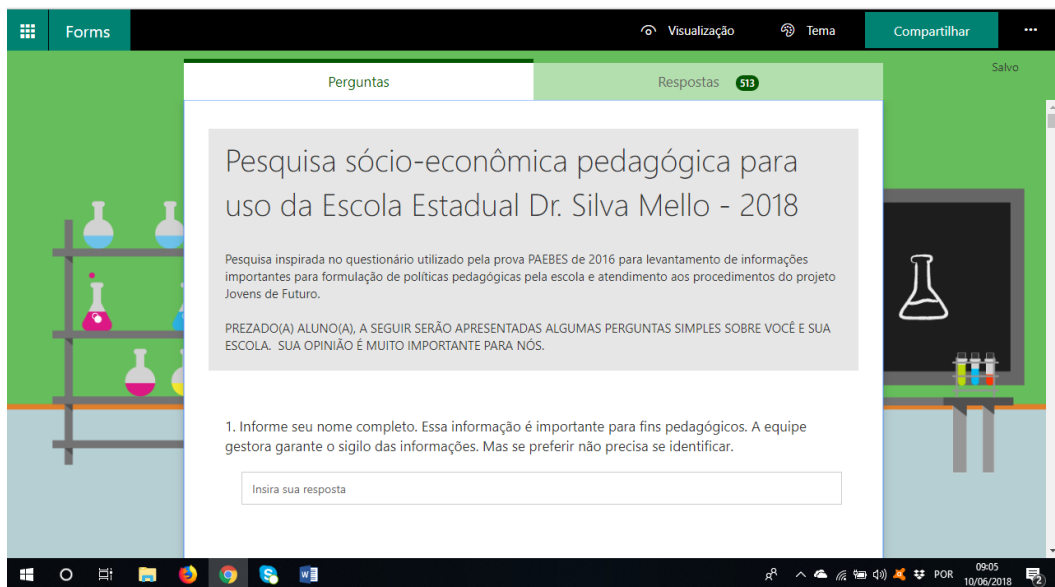 Forms
Visualização
Tema
Compartilhar
Salvo
Perguntas
Respostas 513
Pesquisa sócio-econômica pedagógica para
uso da Escola Estadual Dr. Silva Mello - 2018
Pesquisa inspirada no questionário utilizado pela prova PAEBES de 2016 para levantamento de informações
importantes para formulação de políticas pedagógicas pela escola e atendimento aos procedimentos do projeto
Jovens de Futuro.
PREZADO(A) ALUNO(A), A SEGUIR SERÃO APRESENTADAS ALGUMAS PERGUNTAS SIMPLES SOBRE VOCÊ E SUA
ESCOLA. SUA OPINIÃO É MUITO IMPORTANTE PARA NÓS.
1. Informe seu nome completo. Essa informação é importante para fins pedagógicos. A equipe
gestora garante o sigilo das informações. Mas se preferir não precisa se identificar.
Insira sua resposta
POR
09:05
10/06/2018
2